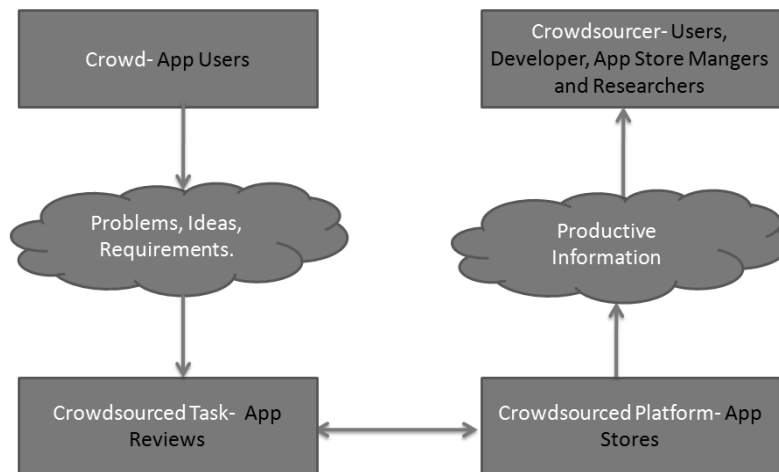 Crowd- App Users
Crowdsourcer- Users,
Developer, App Store Mangers
and Researchers
Problems, Ideas,
Requirements.
Productive
Information
Crowdsourced Task- App
Reviews
Crowdsourced Platform- App
Stores